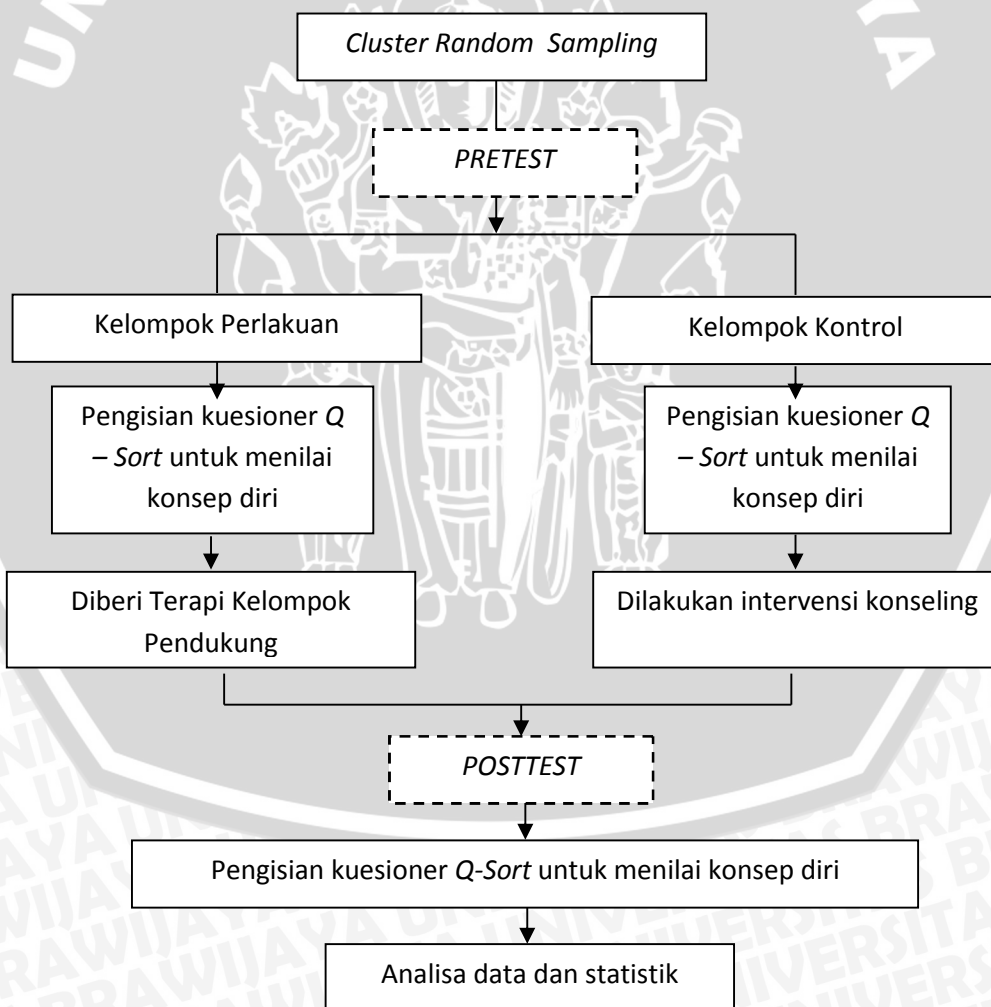 Cluster Random Sampling
PRETEST
Kelompok Perlakuan
Kelompok Kontrol
Pengisian kuesioner Q
– Sort untuk menilai
konsep diri
Pengisian kuesioner Q
– Sort untuk menilai
konsep diri
Diberi Terapi Kelompok
Pendukung
Dilakukan intervensi konseling
POSTTEST
Pengisian kuesioner Q-Sort untuk menilai konsep diri
Analisa data dan statistik